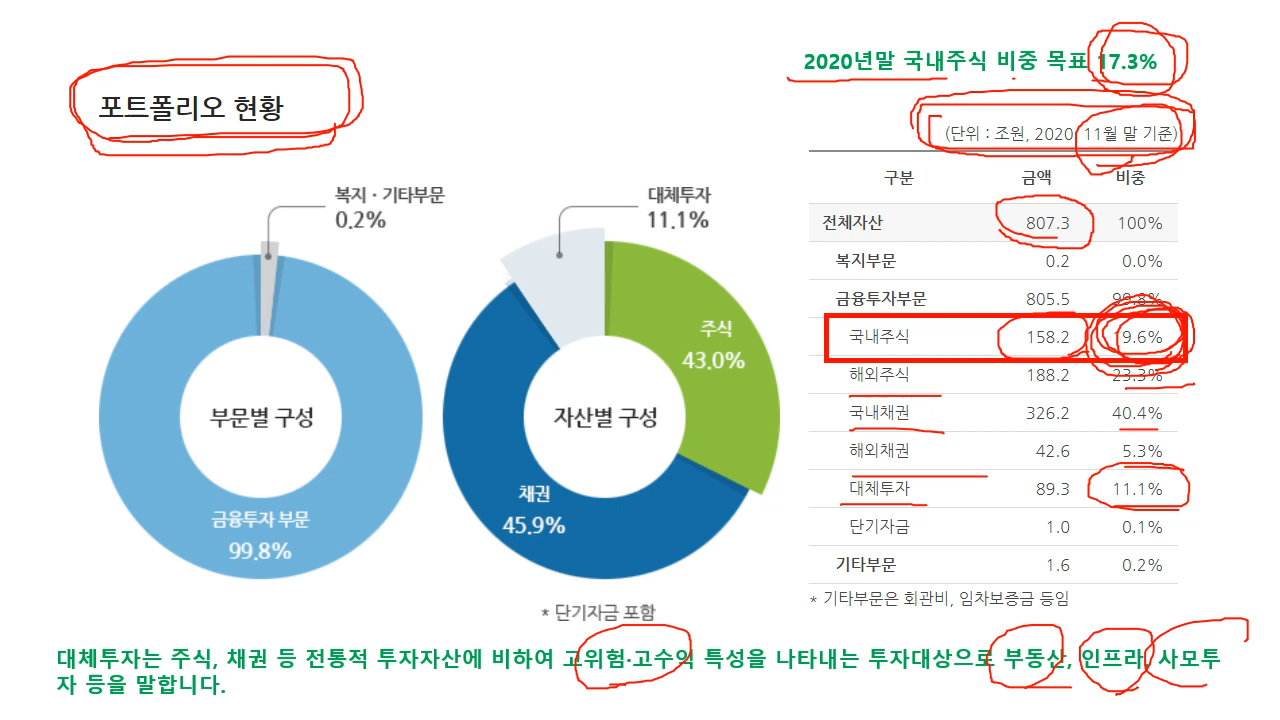 2020년말 국내주식 비중 목표 17.3%
포트폴리오 현황
(단위 : 조원, 2020 11월 말 기준)
복지·기타부문
0.2%
대체투자
11.1%
주식
43.0%
부문별 구성
자산별 구성
채권
45.9%
금융투자 부문
99.8%
* 단기자금 포함
구분 금액 비중
전체자산 807.3 100%
복지부문 0.2 0.0%
금융투자부문 805.5 99.8%
국내주식 158.2 9.6%
해외주식 188.2 23.3%
국내채권 326.2 40.4%
해외채권 42.6 5.3%
대체투자 89.3 11.1%
단기자금 1.0 0.1%
기타부문 1.6 0.2%
* 기타부문은 회관비, 임차보증금 등임
대체투자는 주식, 채권 등 전통적 투자자산에 비하여 고위험·고수익 특성을 나타내는 투자대상으로 부동산, 인프라, 사모투
자 등을 말합니다.